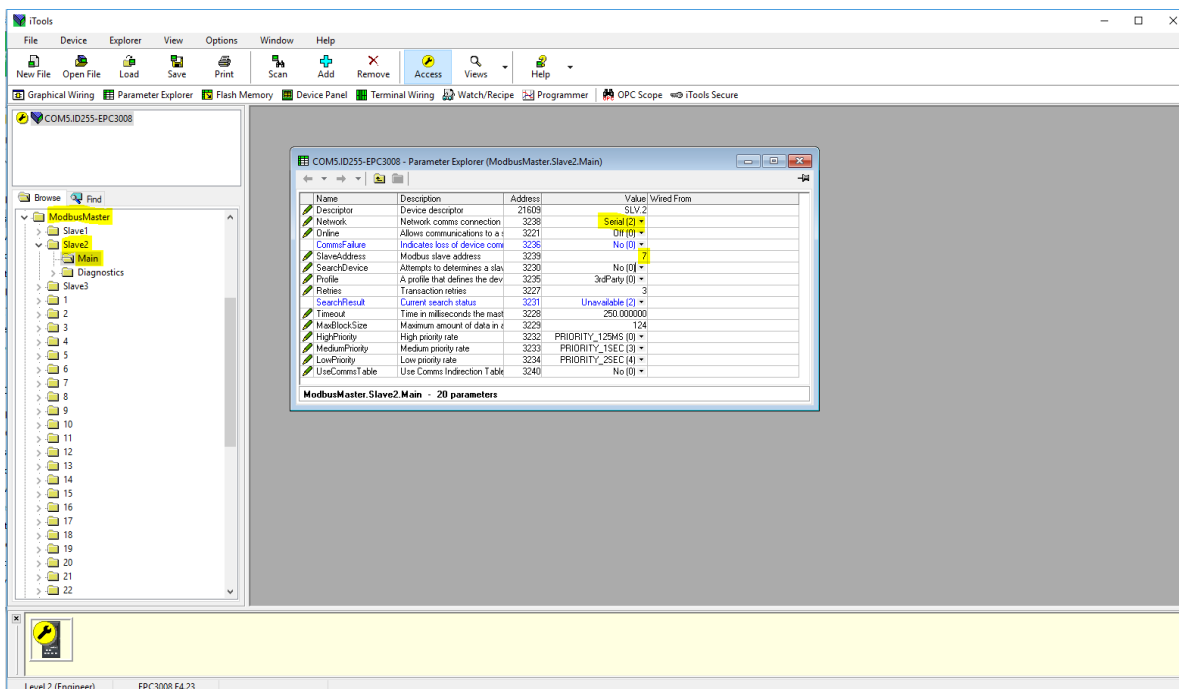 iTools
File Device Explorer View Options Window Help
New File Open File Load Save Print Scan Add Remove Access Views Help
Graphical Wiring Parameter Explorer Flash Memory Device Panel Terminal Wiring Watch/Recipe Programmer OPC Scope iTools Secure
COM5.ID255-EPC3008
Browse Find
ModbusMaster
Slave1
Slave2
Main
Diagnostics
Slave3
1
2
3
4
5
6
7
8
9
10
11
12
13
14
15
16
17
18
19
20
21
22
COM5.ID255-EPC3008 - Parameter Explorer (ModbusMaster.Slave2.Main)
Name Description Address Value Wired From
Descriptor Device descriptor 21609 SLV.2
Network Network comms connection 3238 Serial (2)
Online Allows communications to a s 3221 Off (0)
CommsFailure Indicates loss of device com 3236 No (0)
SlaveAddress Modbus slave address 3239 7
SearchDevice Attempts to determines a slav 3230 No (0)
Profile A profile that defines the dev 3235 3rdParty (0)
Retries Transaction retries 3227 3
SearchResult Current search status 3231 Unavailable (2)
Timeout Time in milliseconds the mast 3228 250.000000
MaxBlockSize Maximum amount of data in a 3229 124
HighPriority High priority rate 3232 PRIORITY_125MS (0)
MediumPriority Medium priority rate 3233 PRIORITY_1SEC (3)
LowPriority Low priority rate 3234 PRIORITY_2SEC (4)
UseCommsTable Use Comms Indirection Table 3240 No (0)
ModbusMaster.Slave2.Main - 20 parameters
Level 2 (Engineer) EPC3008 E4.23